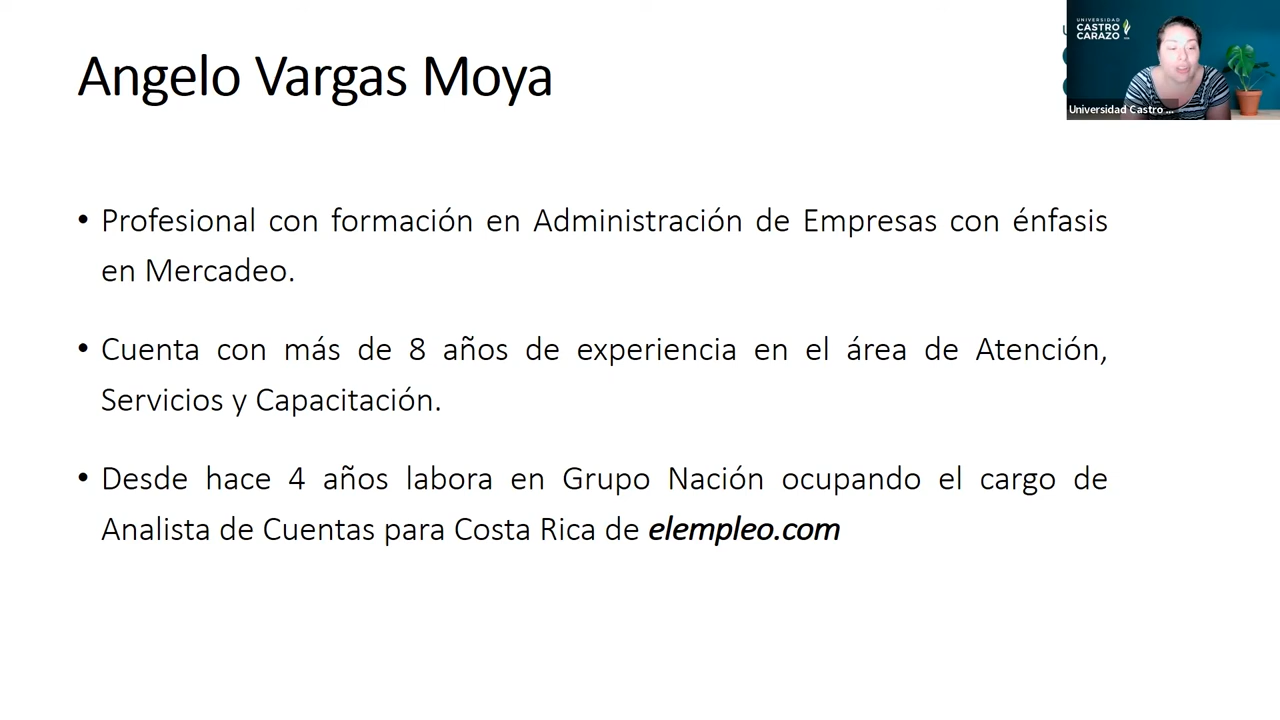 Angelo Vargas Moya
UNIVERSIDAD
CASTRO
CARAZO
Universidad Castro ...
• Profesional con formación en Administración de Empresas con énfasis
en Mercadeo.
• Cuenta con más de 8 años de experiencia en el área de Atención,
Servicios y Capacitación.
• Desde hace 4 años labora en Grupo Nación ocupando el cargo de
Analista de Cuentas para Costa Rica de elempleo.com